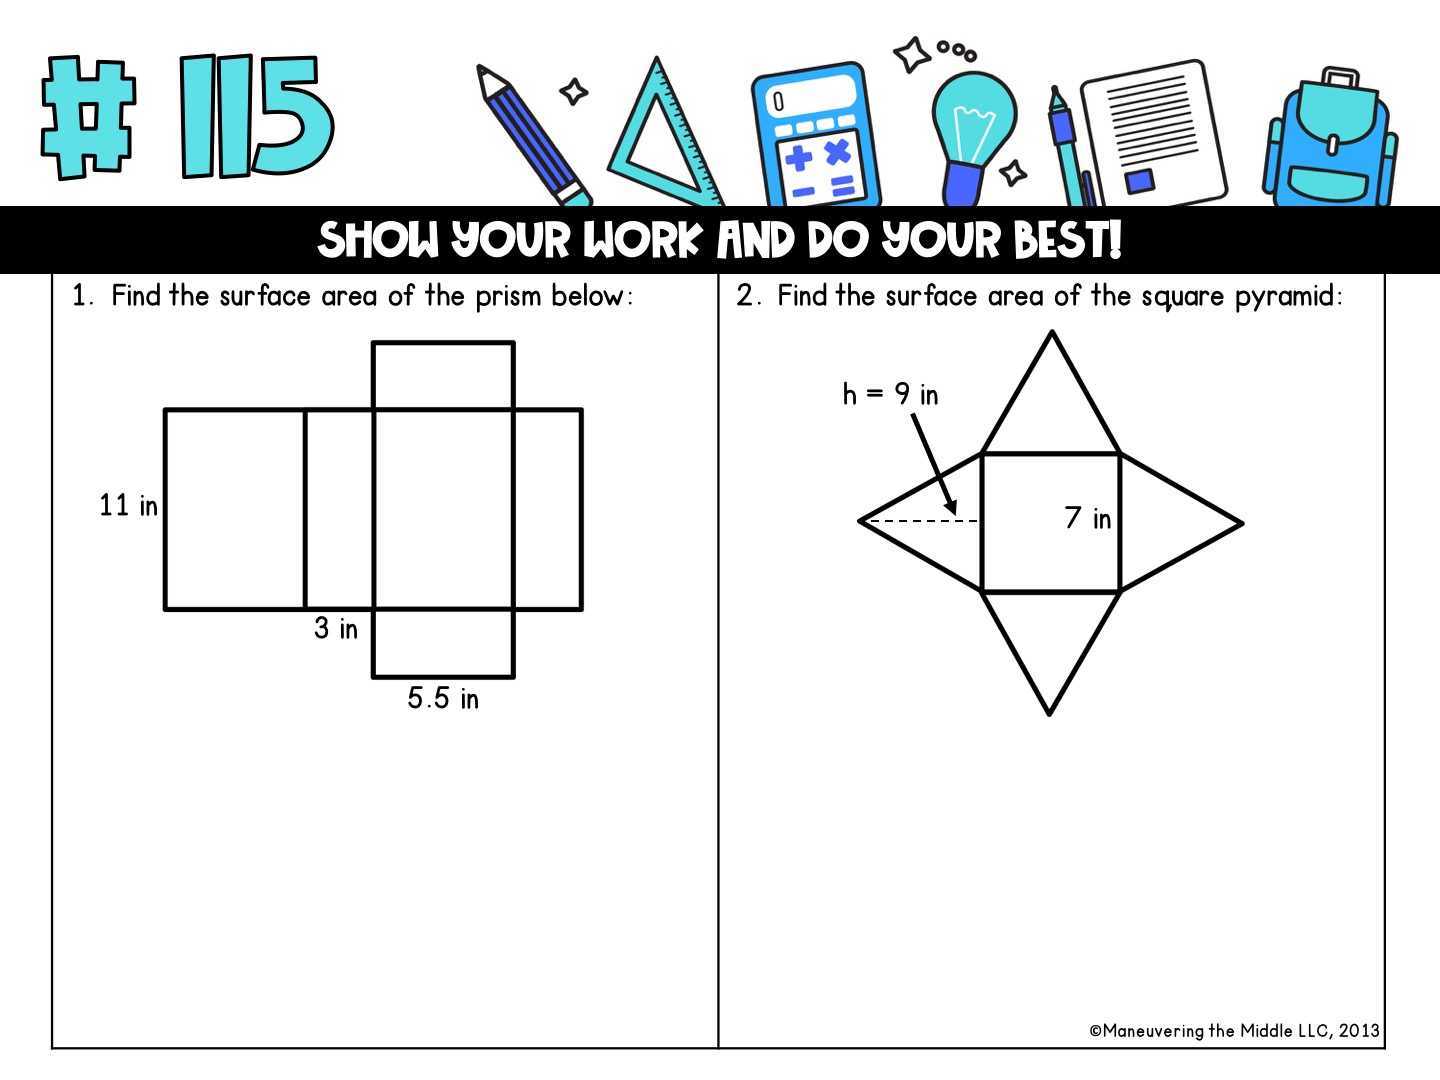 # 115
0
SHOW YOUR WORK AND DO YOUR BEST!
1. Find the surface area of the prism below:
11 in
3 in
5.5 in
2. Find the surface area of the square pyramid:
h = 9 in
7 in
©Maneuvering the Middle LLC, 2013